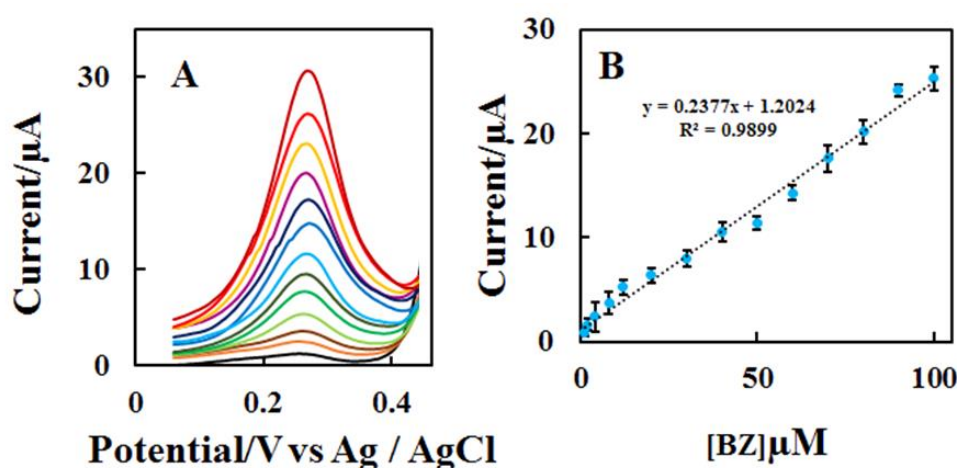 A
Current/µA
30
20
10
0
0
0.2
0.4
Potential/V vs Ag / AgCl
B
y = 0.2377x + 1.2024
R² = 0.9899
Current/µA
30
20
10
0
0
50
100
[BZ]µM